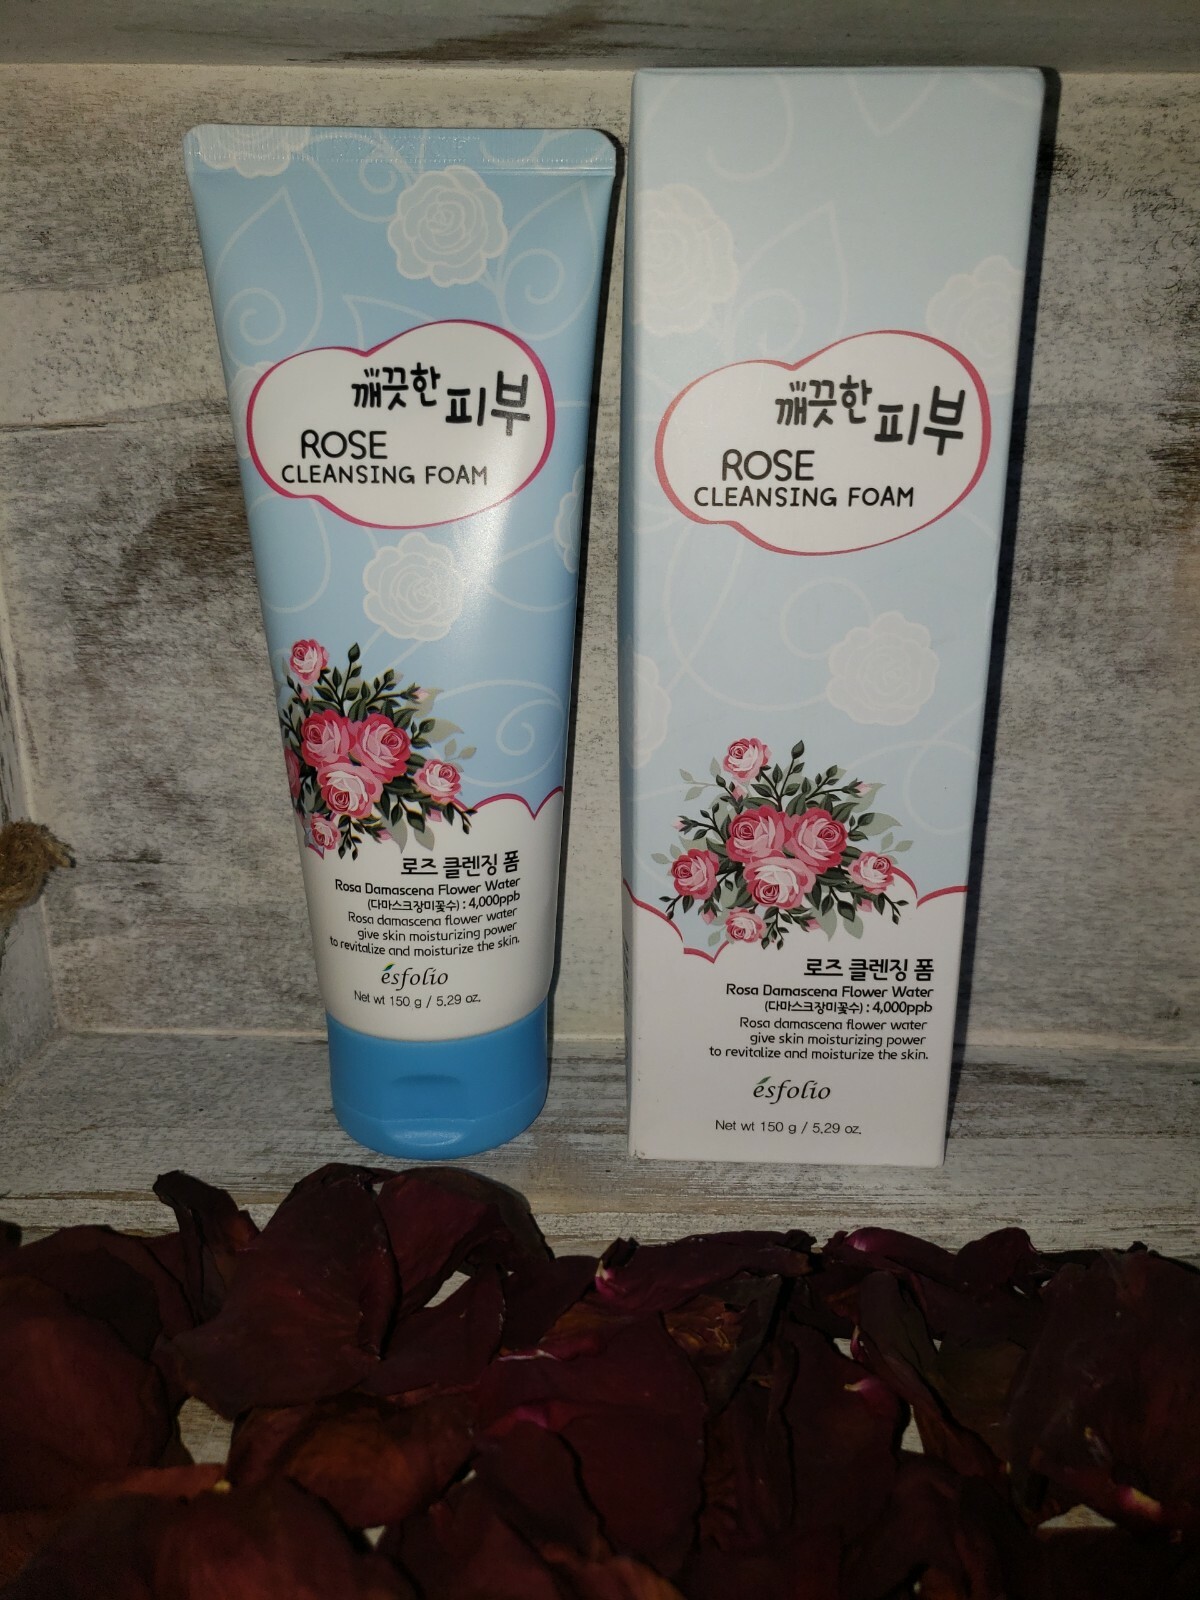 깨끗한 피부
ROSE
CLEANSING FOAM
로즈 클렌징 폼
Rosa Damascena Flower Water
(다마스크장미꽃수) : 4,000ppb
Rosa damascena flower water
give skin moisturizing power
to revitalize and moisturize the skin.
ésfolio
Net wt 150 g / 5.29 oz.
깨끗한 피부
ROSE
CLEANSING FOAM
로즈 클렌징 폼
Rosa Damascena Flower Water
(다마스크장미꽃수) : 4,000ppb
Rosa damascena flower water
give skin moisturizing power
to revitalize and moisturize the skin.
ésfolio
Net wt 150 g / 5.29 oz.